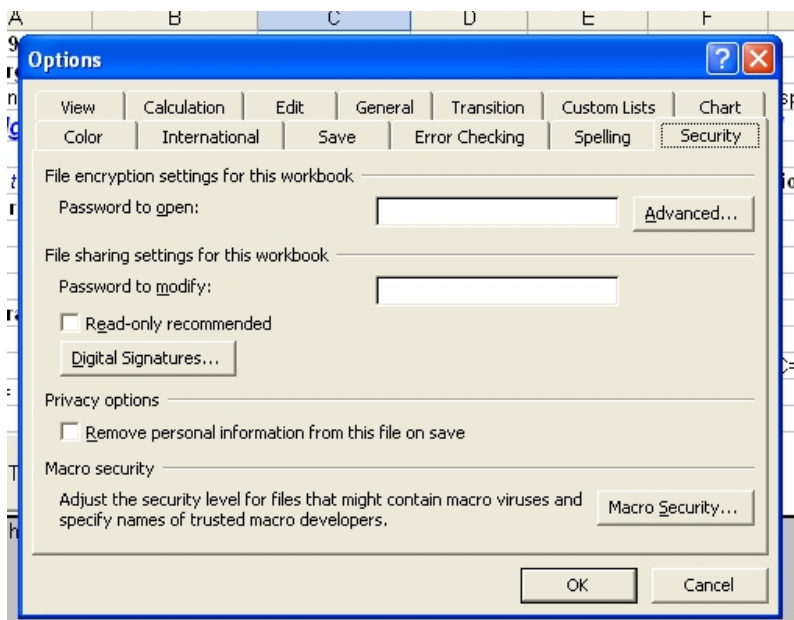 A B C D E F
Options
View Calculation Edit General Transition Custom Lists Chart
Color International Save Error Checking Spelling Security
File encryption settings for this workbook
Password to open:
Advanced...
File sharing settings for this workbook
Password to modify:
Read-only recommended
Digital Signatures...
Privacy options
Remove personal information from this file on save
Macro security
Adjust the security level for files that might contain macro viruses and
specify names of trusted macro developers.
Macro Security...
OK Cancel